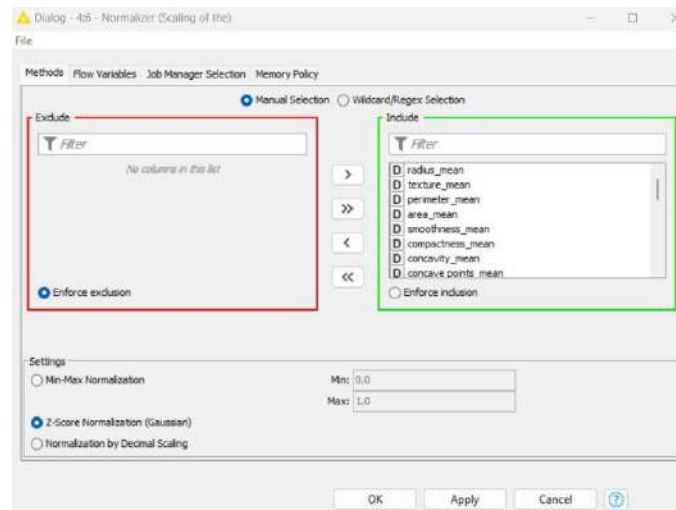 Dialog - 4:6 - Normalizer (Scaling of the)
File
Methods Flow Variables Job Manager Selection Memory Policy
Manual Selection Wildcard/Regex Selection
Exclude
Filter
No columns in this list
Enforce exclusion
>
>>
<
<<
Include
Filter
D radius_mean
D texture_mean
D perimeter_mean
D area_mean
D smoothness_mean
D compactness_mean
D concavity_mean
D concave points_mean
Enforce inclusion
Settings
Min-Max Normalization Min: 0.0
Max: 1.0
Z-Score Normalization (Gaussian)
Normalization by Decimal Scaling
OK Apply Cancel ?